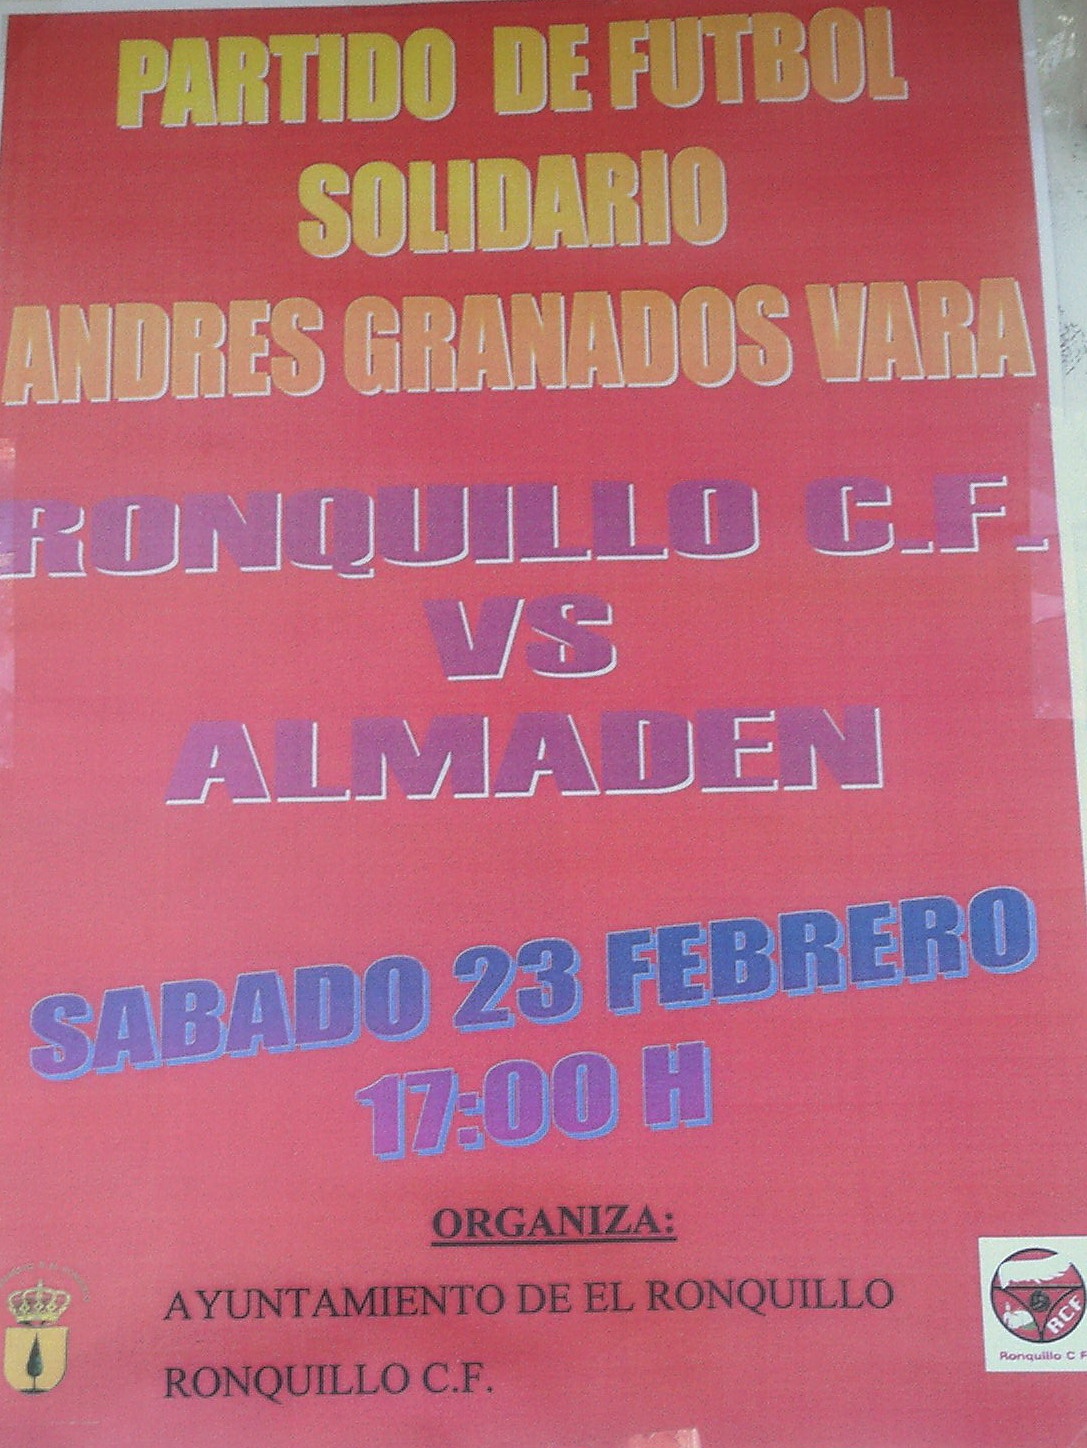 PARTIDO DE FUTBOL
SOLIDARIO
ANDRES GRANADOS VARA
RONQUILLO C.F.
VS
ALMADEN
SABADO 23 FEBRERO
17:00 H
ORGANIZA:
AYUNTAMIENTO DE EL RONQUILLO
RONQUILLO C.F.
RCF
Ronquillo C F